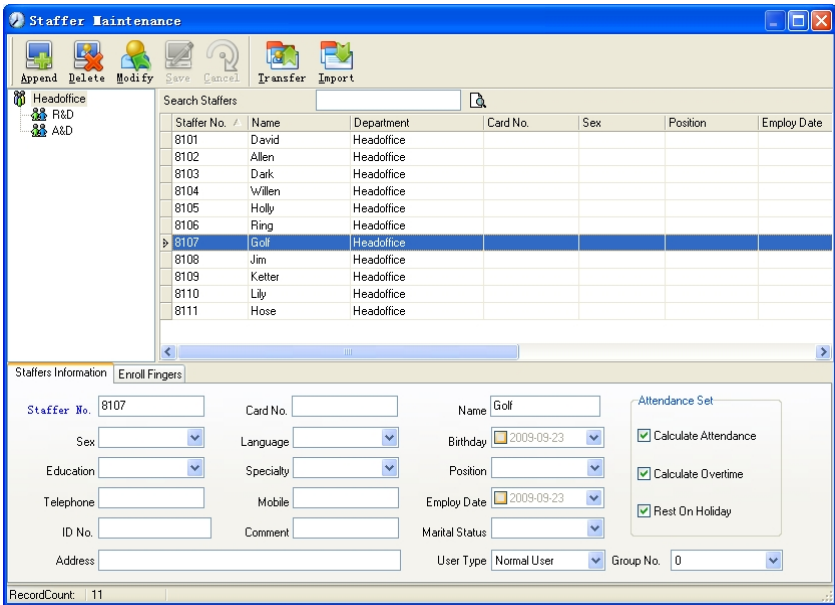 Staffer Maintenance
Append Delete Modify Save Cancel Transfer Import
Headoffice
R&D
A&D
Search Staffers
Staffer No. Name Department Card No. Sex Position Employ Date
8101 David Headoffice
8102 Allen Headoffice
8103 Dark Headoffice
8104 Willen Headoffice
8105 Holly Headoffice
8106 Ring Headoffice
8107 Golf Headoffice
8108 Jim Headoffice
8109 Ketter Headoffice
8110 Lily Headoffice
8111 Hose Headoffice
Staffers Information Enroll Fingers
Staffer No. 8107 Card No. Name Golf Attendance Set
Sex Language Birthday 2009-09-23 Calculate Attendance
Education Specialty Position Calculate Overtime
Telephone Mobile Employ Date 2009-09-23 Rest On Holiday
ID No. Comment Marital Status
Address User Type Normal User Group No. 0
RecordCount: 11